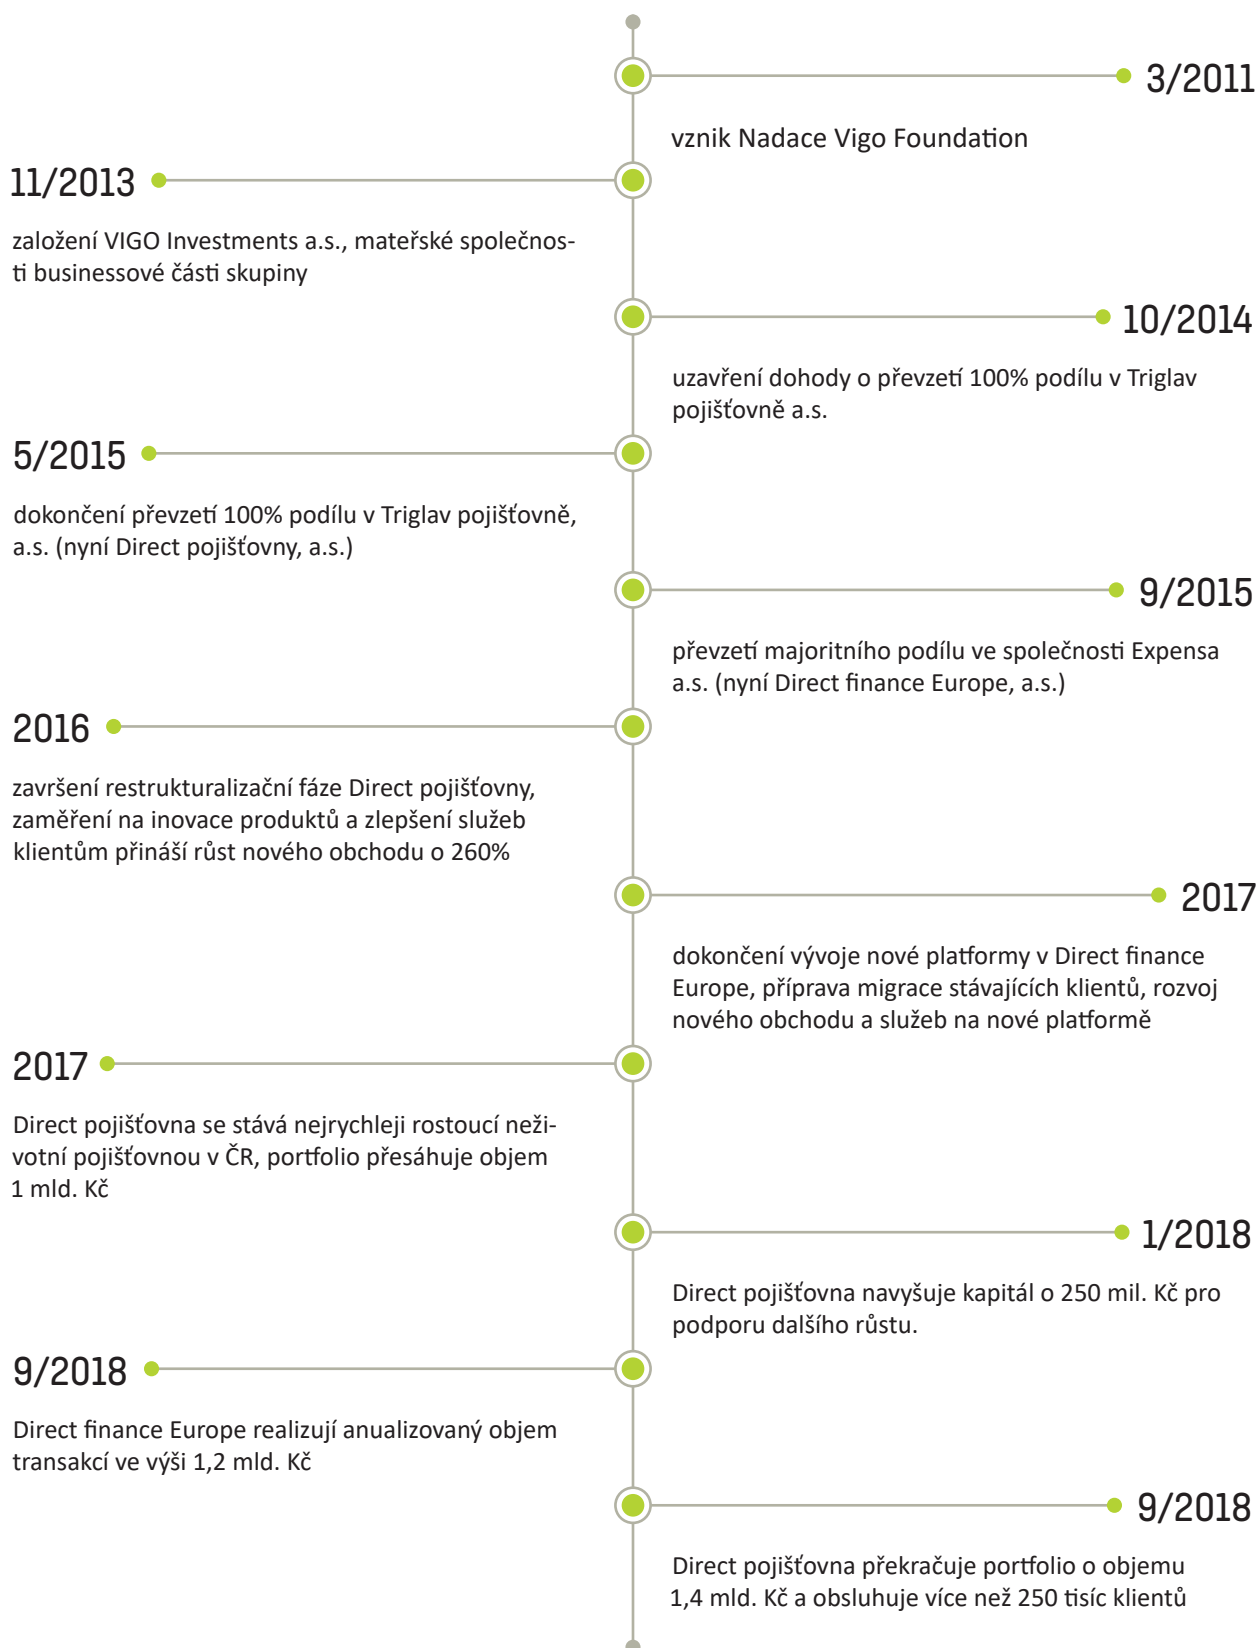 3/2011
vznik Nadace Vigo Foundation
11/2013
založení VIGO Investments a.s., mateřské společnos-
ti businessové části skupiny
10/2014
uzavření dohody o převzetí 100% podílu v Triglav
pojišťovně a.s.
5/2015
dokončení převzetí 100% podílu v Triglav pojišťovně,
a.s. (nyní Direct pojišťovny, a.s.)
9/2015
převzetí majoritního podílu ve společnosti Expensa
a.s. (nyní Direct finance Europe, a.s.)
2016
završení restrukturalizační fáze Direct pojišťovny,
zaměření na inovace produktů a zlepšení služeb
klientům přináší růst nového obchodu o 260%
2017
dokončení vývoje nové platformy v Direct finance
Europe, příprava migrace stávajících klientů, rozvoj
nového obchodu a služeb na nové platformě
2017
Direct pojišťovna se stává nejrychleji rostoucí neži-
votní pojišťovnou v ČR, portfolio přesáhuje objem
1 mld. Kč
1/2018
Direct pojišťovna navyšuje kapitál o 250 mil. Kč pro
podporu dalšího růstu.
9/2018
Direct finance Europe realizují anualizovaný objem
transakcí ve výši 1,2 mld. Kč
9/2018
Direct pojišťovna překračuje portfolio o objemu
1,4 mld. Kč a obsluhuje více než 250 tisíc klientů